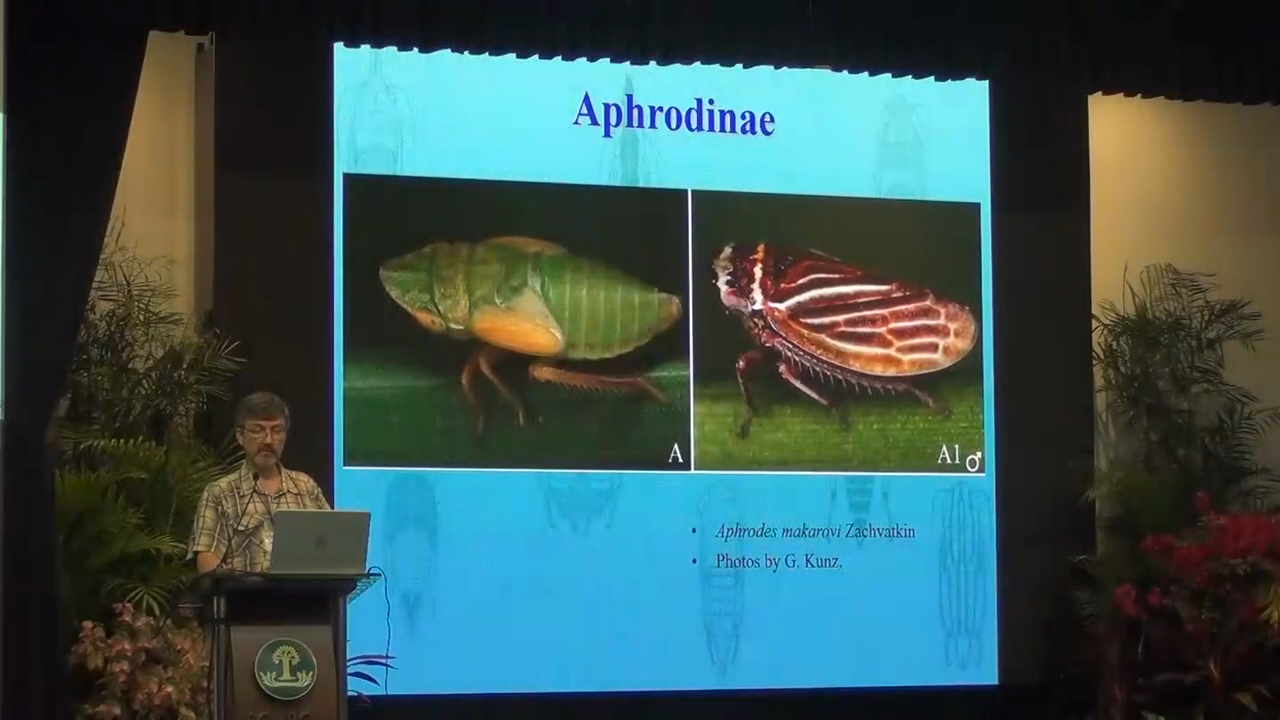 Aphrodinae
A
A1♂
• Aphrodes makarovi Zachvatkin
• Photos by G. Kunz.